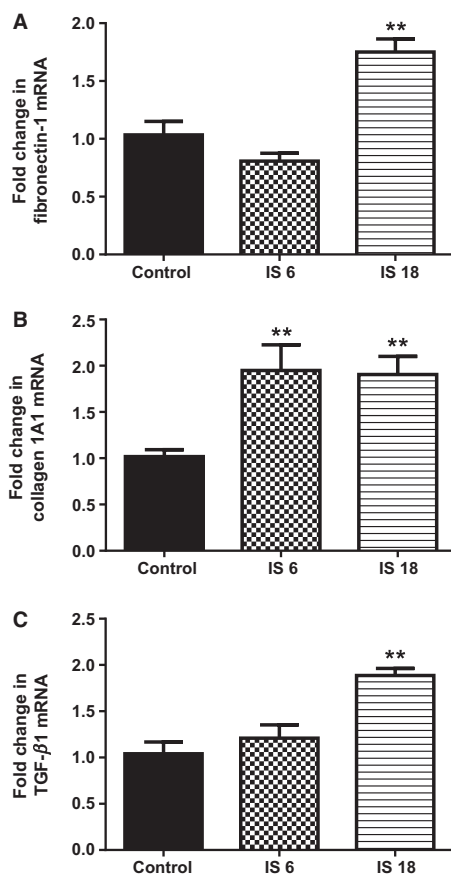 A
Fold change in
fibronectin-1 mRNA
2.0
1.5
1.0
0.5
0.0
**
Control IS 6 IS 18
B
Fold change in
collagen 1A1 mRNA
2.5
2.0
1.5
1.0
0.5
0.0
** **
Control IS 6 IS 18
C
Fold change in
TGF-β1 mRNA
2.5
2.0
1.5
1.0
0.5
0.0
**
Control IS 6 IS 18